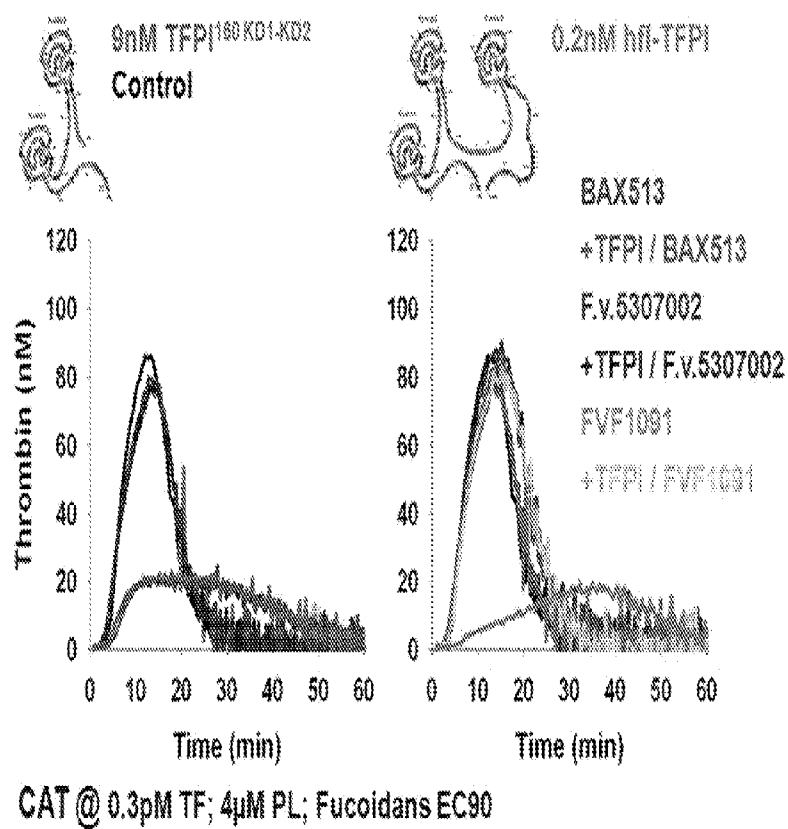 9nM TFPI¹⁶⁰ ᴷᴰ¹⁻ᴷᴰ²
Control
0.2nM hfl-TFPI
BAX513
+TFPI / BAX513
F.v.5307002
+TFPI / F.v.5307002
FVF1091
+TFPI / FVF1091
Thrombin (nM)
120
100
80
60
40
20
0
0 10 20 30 40 50 60
Time (min)
120
100
80
60
40
20
0
0 10 20 30 40 50 60
Time (min)
CAT @ 0.3pM TF; 4µM PL; Fucoidans EC90